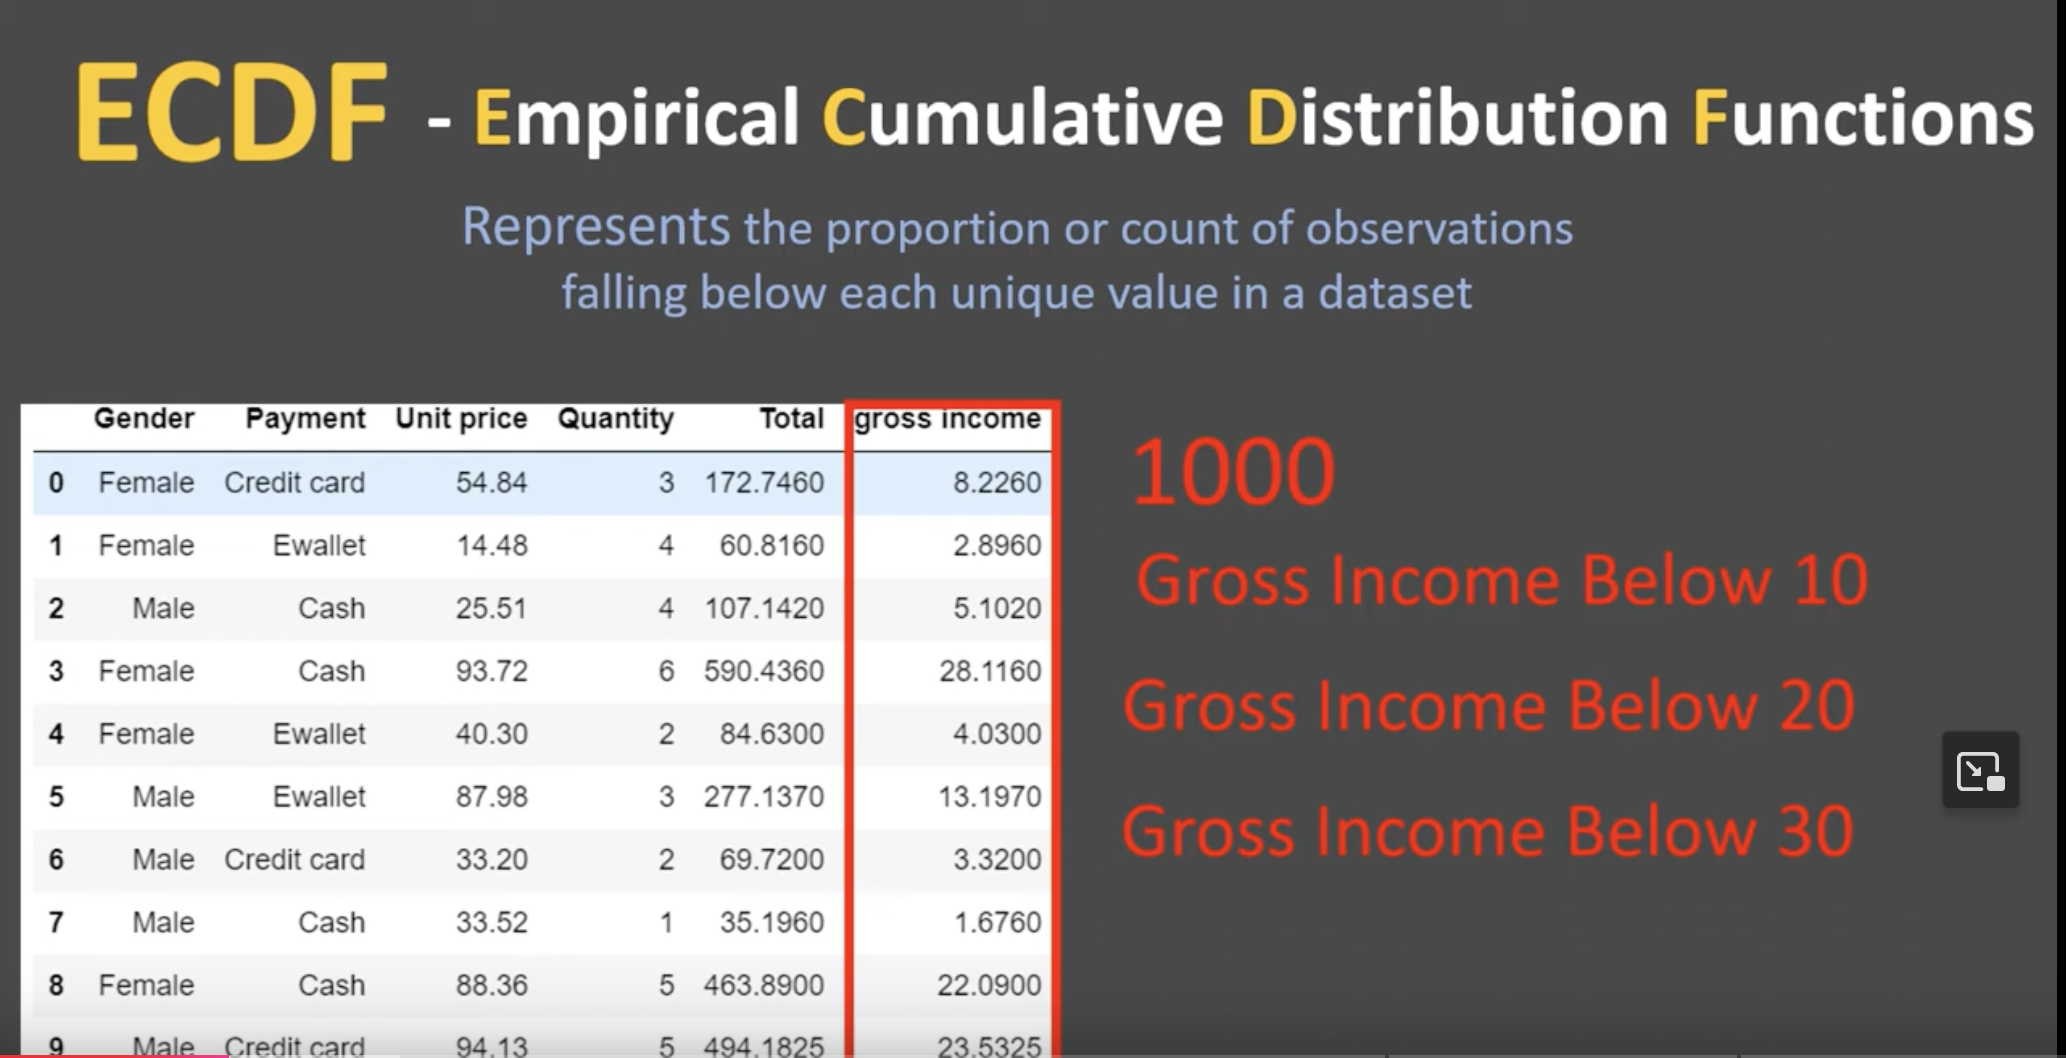 ECDF - Empirical Cumulative Distribution Functions
Represents the proportion or count of observations
falling below each unique value in a dataset
Gender Payment Unit price Quantity Total gross income
0 Female Credit card 54.84 3 172.7460 8.2260
1 Female Ewallet 14.48 4 60.8160 2.8960
2 Male Cash 25.51 4 107.1420 5.1020
3 Female Cash 93.72 6 590.4360 28.1160
4 Female Ewallet 40.30 2 84.6300 4.0300
5 Male Ewallet 87.98 3 277.1370 13.1970
6 Male Credit card 33.20 2 69.7200 3.3200
7 Male Cash 33.52 1 35.1960 1.6760
8 Female Cash 88.36 5 463.8900 22.0900
9 Male Credit card 94.13 5 494.1825 23.5325
1000
Gross Income Below 10
Gross Income Below 20
Gross Income Below 30